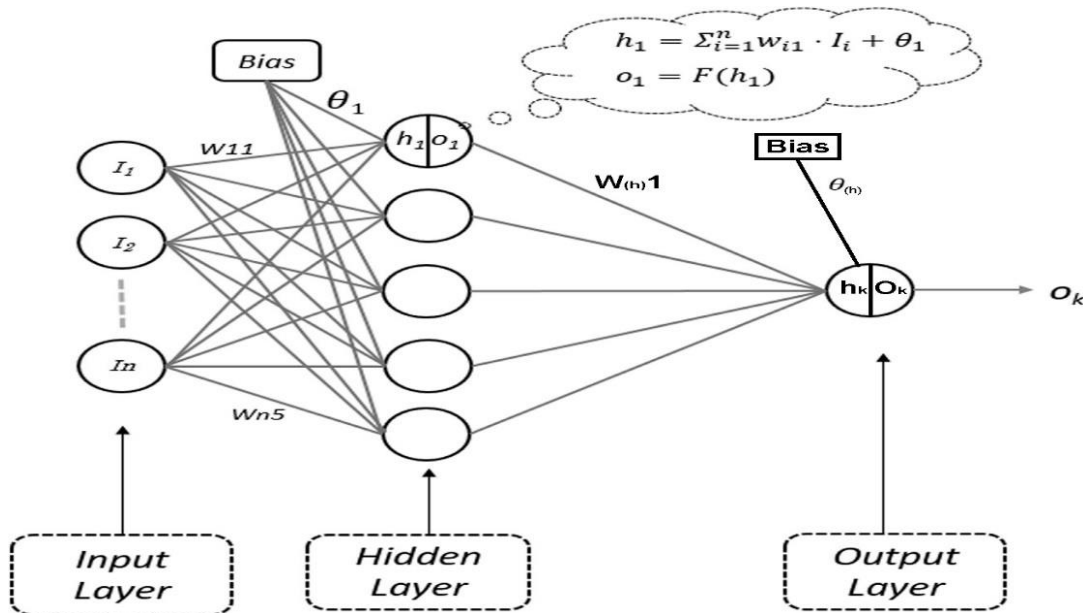 h₁ = Σⁿᵢ₌₁ wᵢ₁ · Iᵢ + θ₁
o₁ = F(h₁)
Bias
θ₁
W11
h₁ o₁
I₁
I₂
In
Wn5
W(h)1
Bias
θ(h)
hₖ Oₖ
oₖ
Input
Layer
Hidden
Layer
Output
Layer